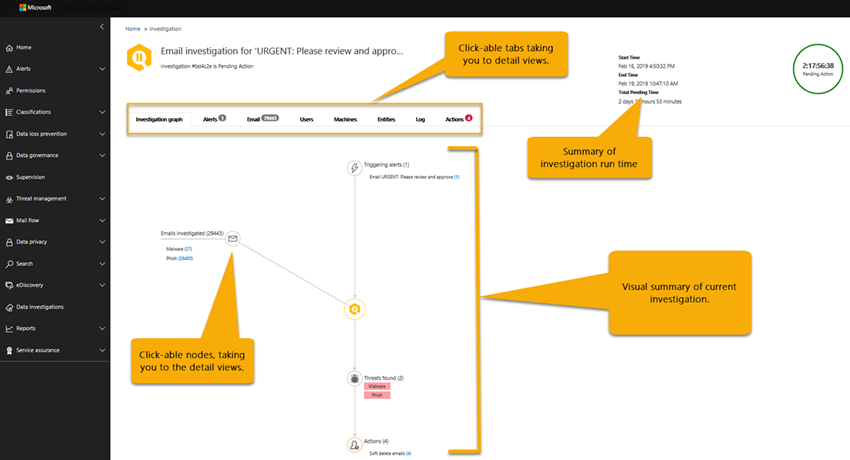 Microsoft
Home > Investigation
Email investigation for 'URGENT: Please review and appro...
Investigation #bd4c2e is Pending Action
Click-able tabs taking
you to detail views.
Start Time
Feb 16, 2019 4:50:32 PM
End Time
Feb 19, 2019 10:47:10 AM
Total Pending Time
2 days hours 53 minutes
2:17:56:38
Pending Action
Summary of
investigation run time
Home
Alerts
Permissions
Classifications
Data loss prevention
Data governance
Supervision
Threat management
Mail flow
Data privacy
Search
eDiscovery
Data Investigations
Reports
Service assurance
Investigation graph Alerts 1 Email 29443 Users Machines Entities Log Actions 4
Triggering alerts (1)
Email URGENT: Please review and approve (1)
Emails investigated (29443)
Malware (27)
Phish (29400)
Visual summary of current
investigation.
Click-able nodes, taking
you to the detail views.
Threats found (2)
Malware
Phish
Actions (4)
Soft delete emails (4)